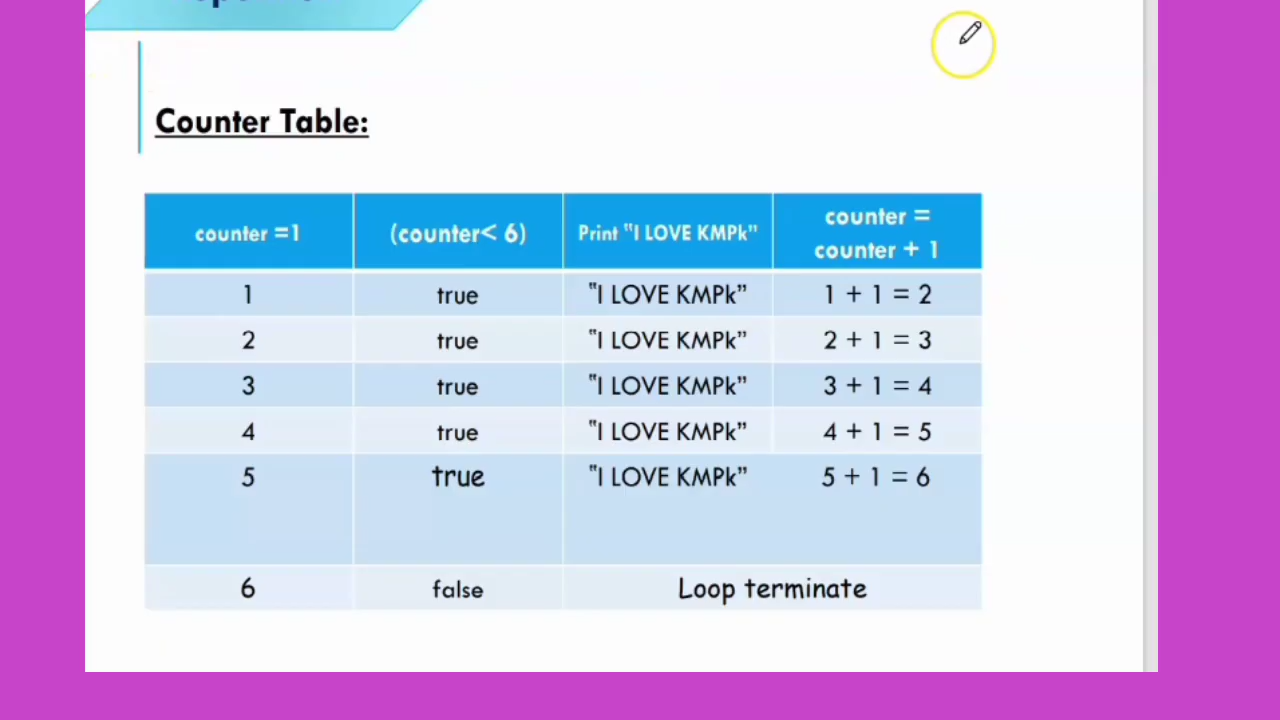 Counter Table:
counter =1 (counter< 6) Print "I LOVE KMPk" counter =
counter + 1
1 true "I LOVE KMPk" 1 + 1 = 2
2 true "I LOVE KMPk" 2 + 1 = 3
3 true "I LOVE KMPk" 3 + 1 = 4
4 true "I LOVE KMPk" 4 + 1 = 5
5 true "I LOVE KMPk" 5 + 1 = 6
6 false Loop terminate